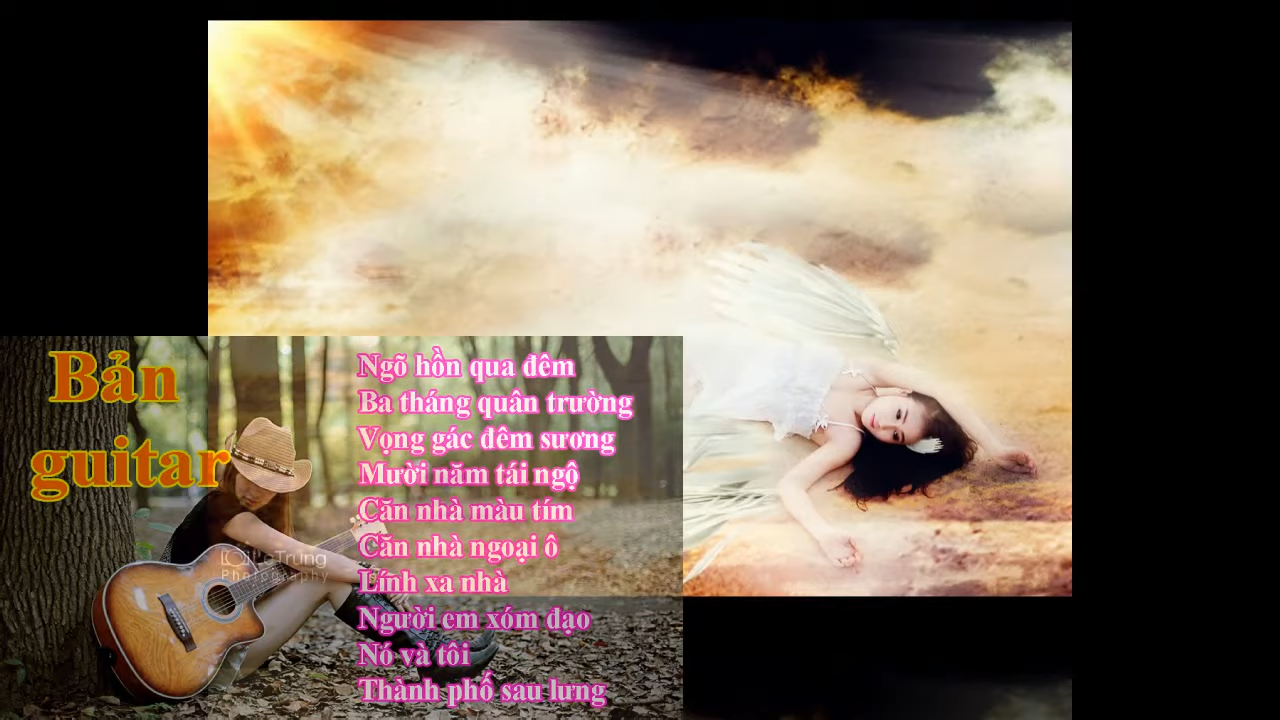 Bản
guitar
Ngõ hồn qua đêm
Ba tháng quân trường
Vọng gác đêm sương
Mười năm tái ngộ
Căn nhà màu tím
Căn nhà ngoại ô
Lính xa nhà
Người em xóm đạo
Nó và tôi
Thành phố sau lưng
Trung
Photography